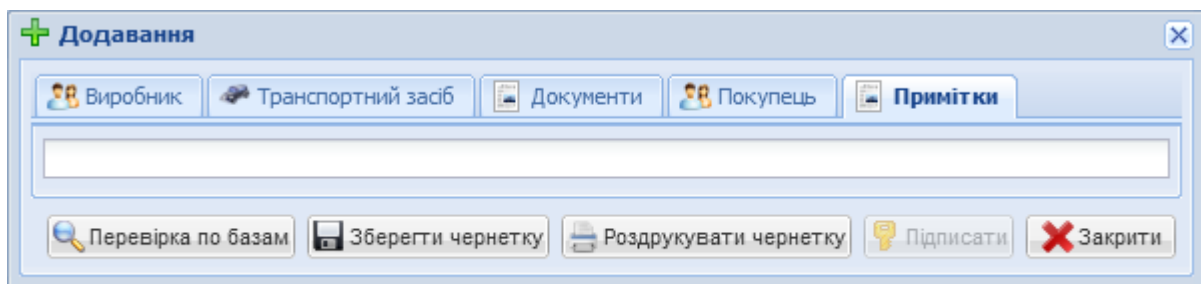 Додавання
Виробник Транспортний засіб Документи Покупець Примітки
Перевірка по базам Зберегти чернетку Роздрукувати чернетку Підписати Закрити